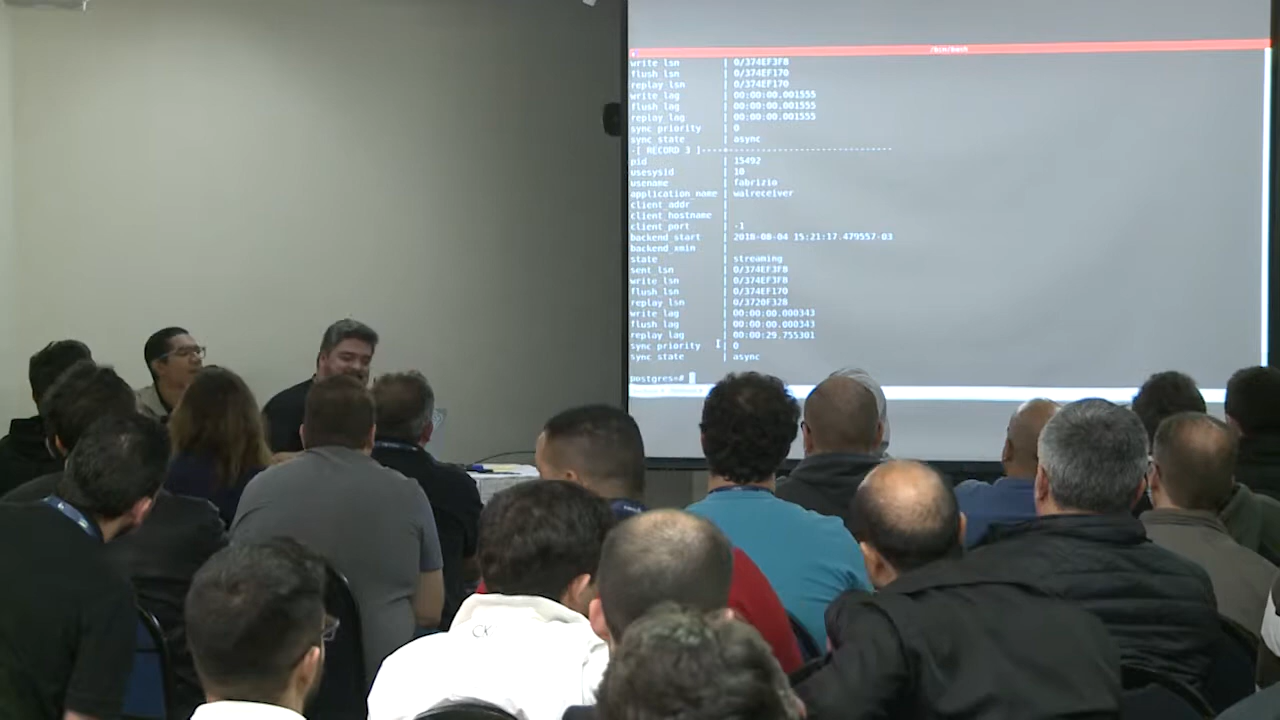 /bin/bash
write_lsn | 0/374EF3F8
flush_lsn | 0/374EF170
replay_lsn | 0/374EF170
write_lag | 00:00:00.001555
flush_lag | 00:00:00.001555
replay_lag | 00:00:00.001555
sync_priority | 0
sync_state | async
-[ RECORD 3 ]----+------------------------------
pid | 15492
usesysid | 10
usename | fabrizio
application_name | walreceiver
client_addr |
client_hostname |
client_port | -1
backend_start | 2018-08-04 15:21:17.479557-03
backend_xmin |
state | streaming
sent_lsn | 0/374EF3F8
write_lsn | 0/374EF3F8
flush_lsn | 0/374EF170
replay_lsn | 0/3720F328
write_lag | 00:00:00.000343
flush_lag | 00:00:00.000343
replay_lag | 00:00:29.755301
sync_priority | 0
sync_state | async
postgres=#
CK